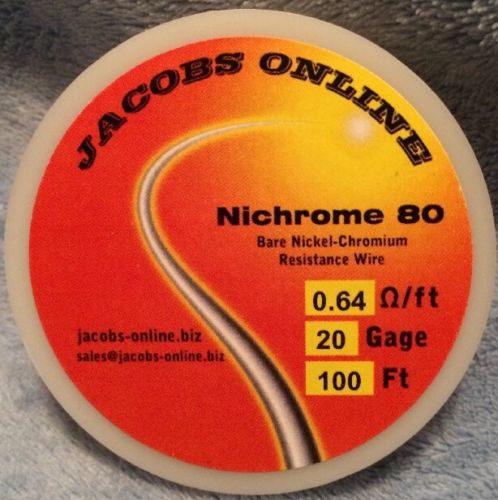 JACOBS ONLINE
Nichrome 80
Bare Nickel-Chromium
Resistance Wire
0.64 Ω/ft
20 Gage
100 Ft
jacobs-online.biz
sales@jacobs-online.biz